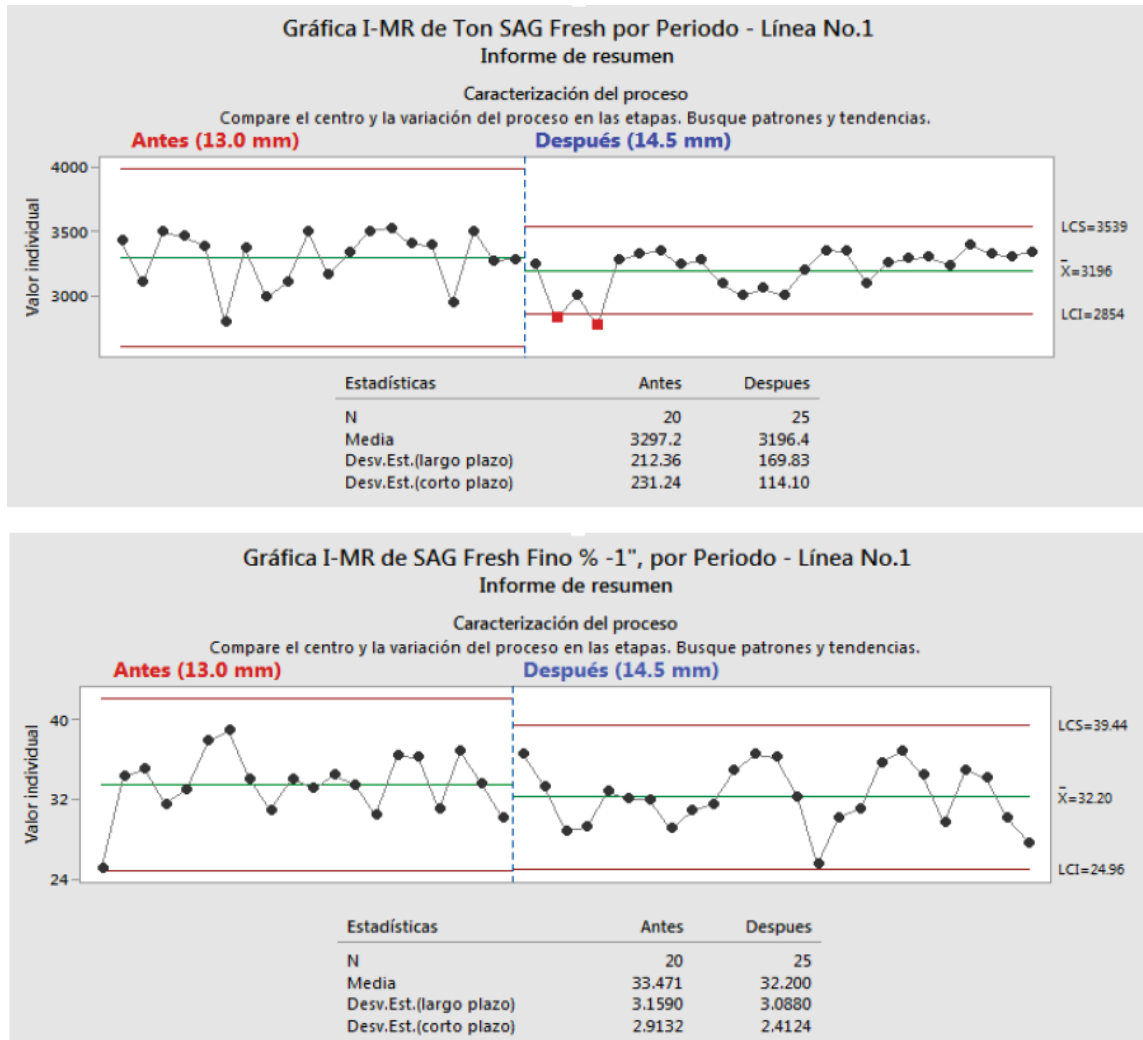 Gráfica I-MR de Ton SAG Fresh por Periodo - Línea No.1
Informe de resumen
Caracterización del proceso
Compare el centro y la variación del proceso en las etapas. Busque patrones y tendencias.
Antes (13.0 mm) Después (14.5 mm)
Valor individual
4000
3500
3000
LCS=3539
X̄=3196
LCI=2854
Estadísticas Antes Despues
N 20 25
Media 3297.2 3196.4
Desv.Est.(largo plazo) 212.36 169.83
Desv.Est.(corto plazo) 231.24 114.10
Gráfica I-MR de SAG Fresh Fino % -1", por Periodo - Línea No.1
Informe de resumen
Caracterización del proceso
Compare el centro y la variación del proceso en las etapas. Busque patrones y tendencias.
Antes (13.0 mm) Después (14.5 mm)
Valor individual
40
32
24
LCS=39.44
X̄=32.20
LCI=24.96
Estadísticas Antes Despues
N 20 25
Media 33.471 32.200
Desv.Est.(largo plazo) 3.1590 3.0880
Desv.Est.(corto plazo) 2.9132 2.4124